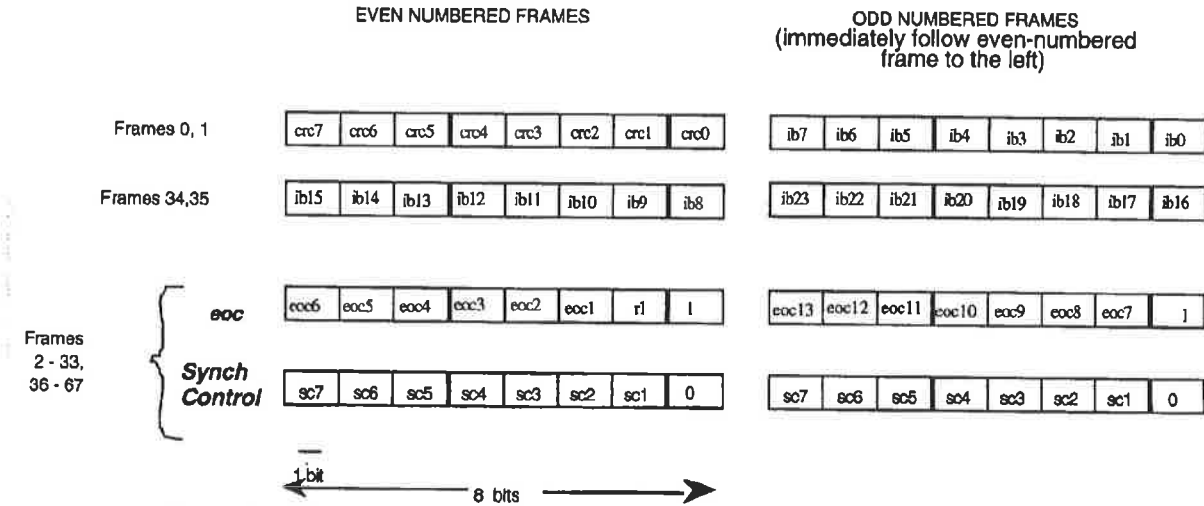 EVEN NUMBERED FRAMES
ODD NUMBERED FRAMES
(immediately follow even-numbered
frame to the left)
Frames 0, 1
crc7 crc6 crc5 crc4 crc3 crc2 crc1 crc0
ib7 ib6 ib5 ib4 ib3 ib2 ib1 ib0
Frames 34,35
ib15 ib14 ib13 ib12 ib11 ib10 ib9 ib8
ib23 ib22 ib21 ib20 ib19 ib18 ib17 ib16
Frames
2 - 33,
36 - 67
eoc
eoc6 eoc5 eoc4 eoc3 eoc2 eoc1 r1 1
eoc13 eoc12 eoc11 eoc10 eoc9 eoc8 eoc7 1
Synch
Control
sc7 sc6 sc5 sc4 sc3 sc2 sc1 0
sc7 sc6 sc5 sc4 sc3 sc2 sc1 0
1 bit
8 bits